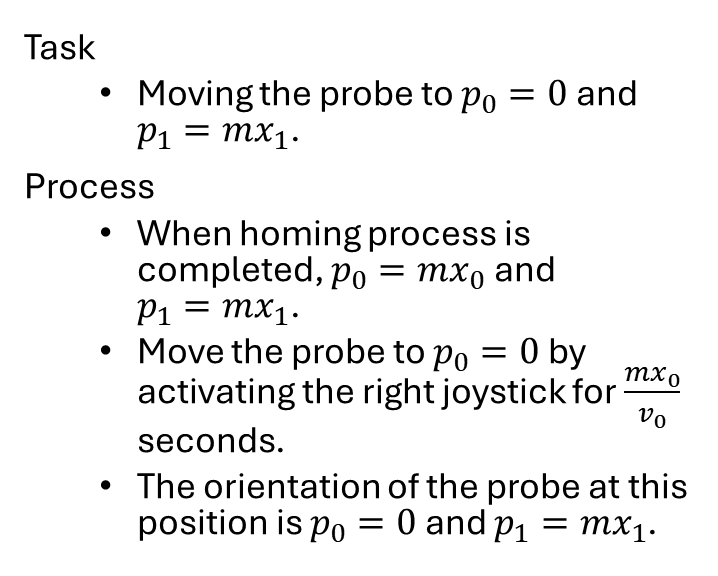 Task
• Moving the probe to p₀ = 0 and
p₁ = mx₁.
Process
• When homing process is
completed, p₀ = mx₀ and
p₁ = mx₁.
• Move the probe to p₀ = 0 by
activating the right joystick for mx₀/v₀
seconds.
• The orientation of the probe at this
position is p₀ = 0 and p₁ = mx₁.